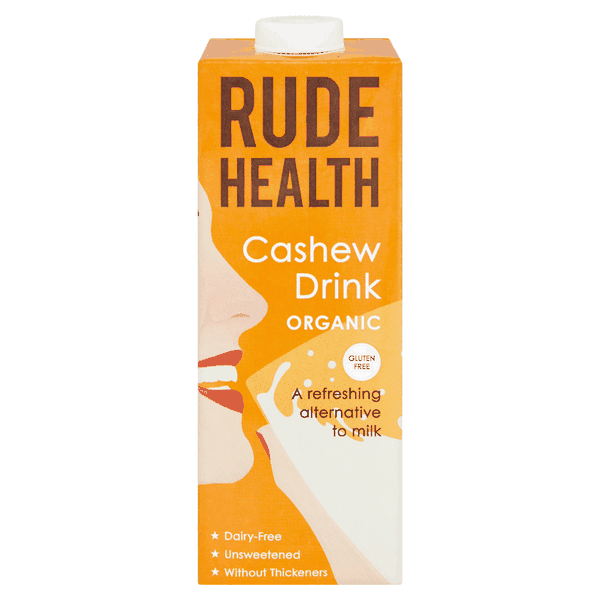 RUDE
HEALTH
Cashew
Drink
ORGANIC
GLUTEN
FREE
A refreshing
alternative
to milk
★ Dairy-Free
★ Unsweetened
★ Without Thickeners